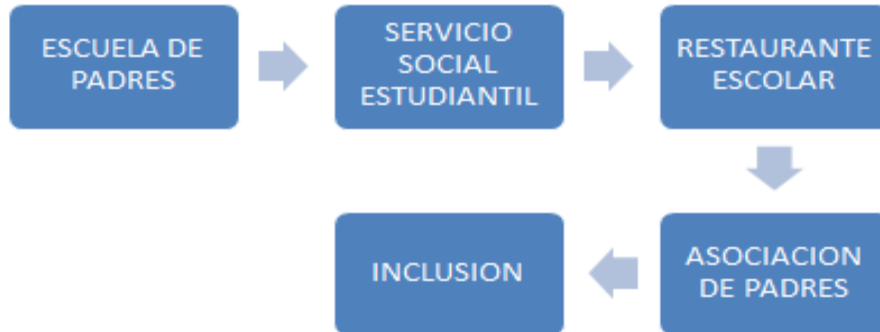 ESCUELA DE
PADRES
SERVICIO
SOCIAL
ESTUDIANTIL
RESTAURANTE
ESCOLAR
ASOCIACION
DE PADRES
INCLUSION